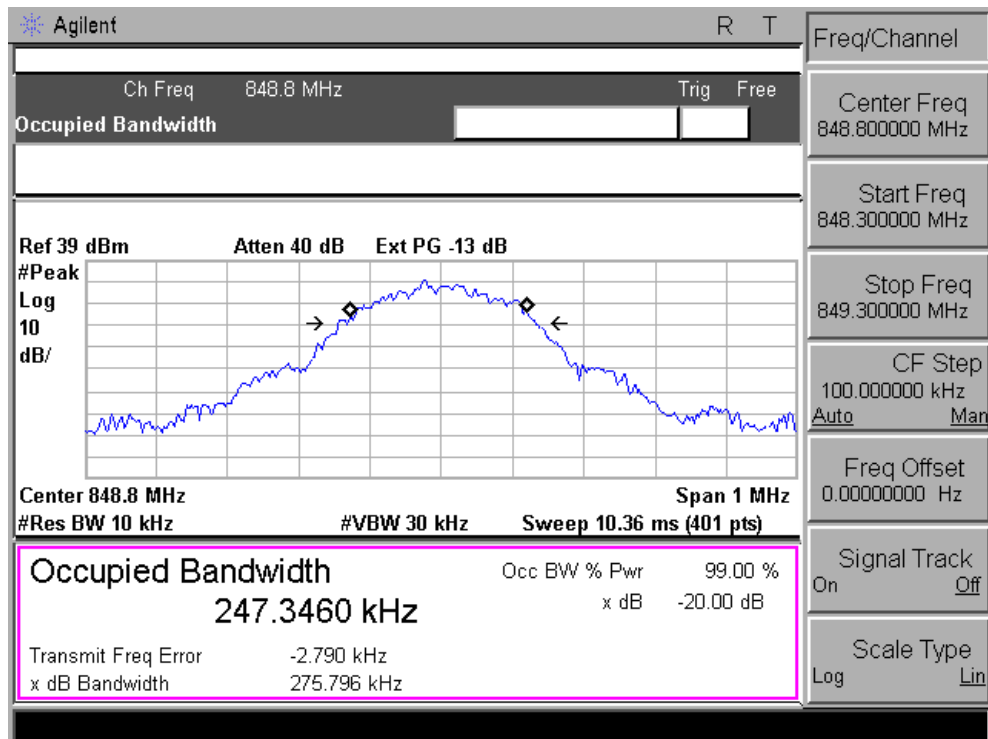 Agilent R T
Ch Freq 848.8 MHz Trig Free
Occupied Bandwidth
Ref 39 dBm Atten 40 dB Ext PG -13 dB
#Peak
Log
10
dB/
Center 848.8 MHz Span 1 MHz
#Res BW 10 kHz #VBW 30 kHz Sweep 10.36 ms (401 pts)
Occupied Bandwidth Occ BW % Pwr 99.00 %
247.3460 kHz x dB -20.00 dB
Transmit Freq Error -2.790 kHz
x dB Bandwidth 275.796 kHz
Freq/Channel
Center Freq
848.800000 MHz
Start Freq
848.300000 MHz
Stop Freq
849.300000 MHz
CF Step
100.000000 kHz
Auto Man
Freq Offset
0.00000000 Hz
Signal Track
On Off
Scale Type
Log Lin